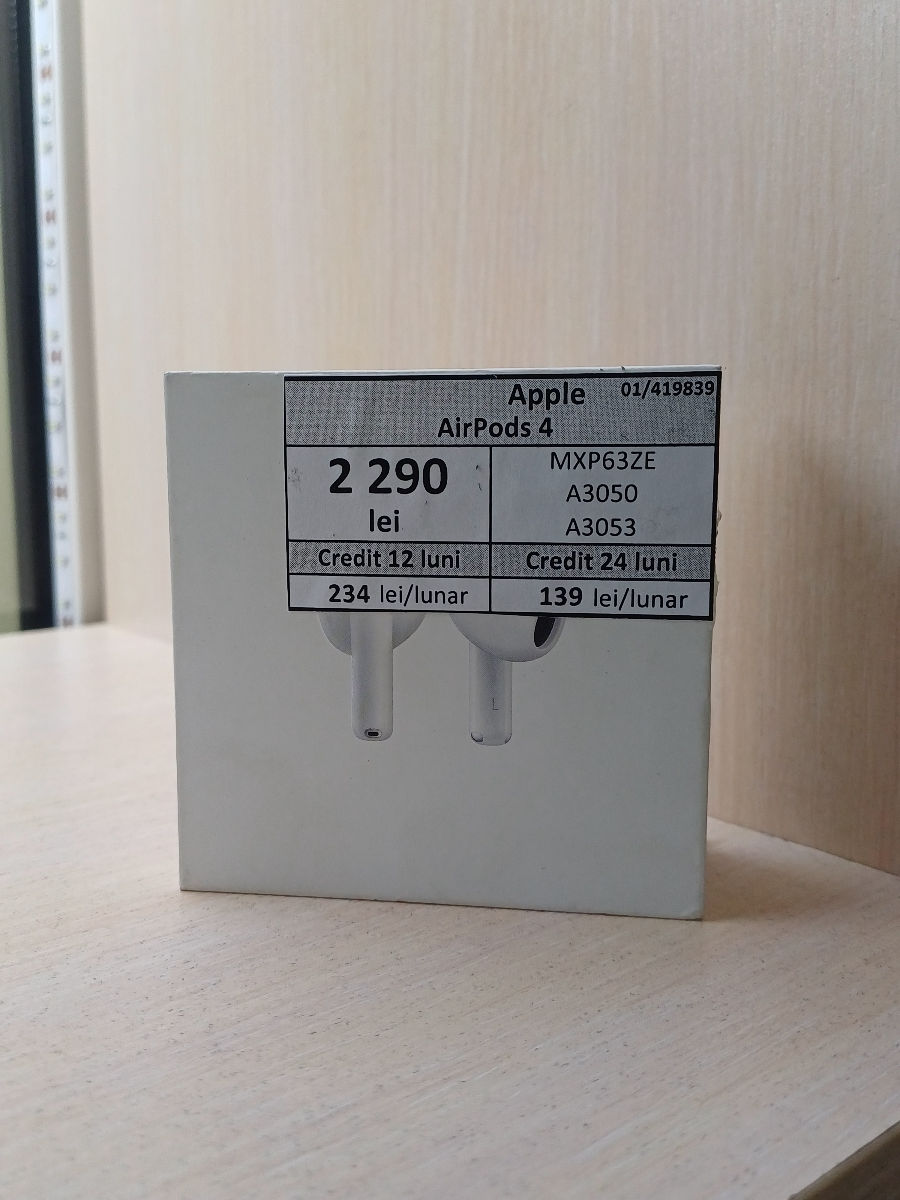 Apple
01/419839
AirPods 4
2 290
lei
MXP63ZE
A3050
A3053
Credit 12 luni
Credit 24 luni
234 lei/lunar
139 lei/lunar
L